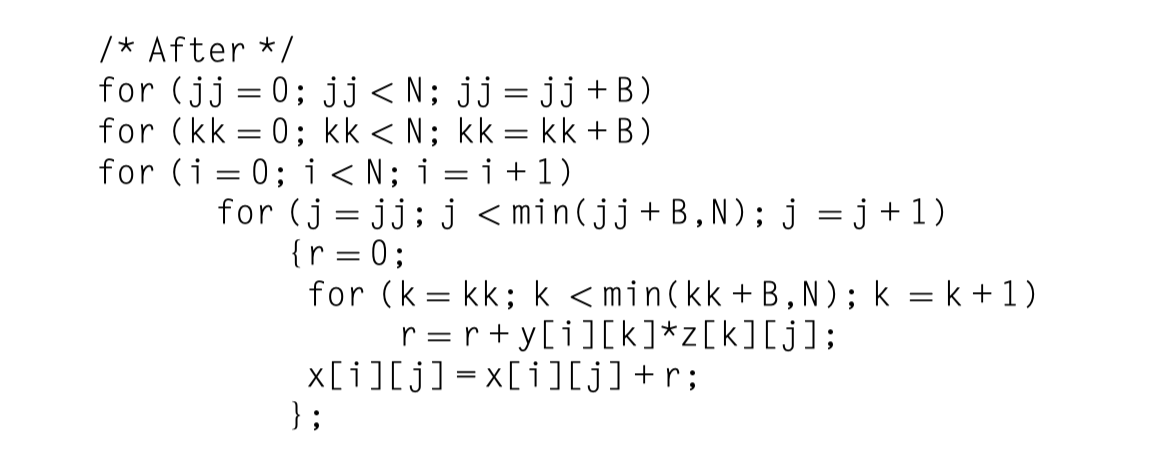 /* After */
for (jj = 0; jj < N; jj = jj + B)
for (kk = 0; kk < N; kk = kk + B)
for (i = 0; i < N; i = i + 1)
for (j = jj; j < min(jj + B,N); j = j + 1)
{r = 0;
for (k = kk; k < min(kk + B,N); k = k + 1)
r = r + y[i][k]*z[k][j];
x[i][j] = x[i][j] + r;
};